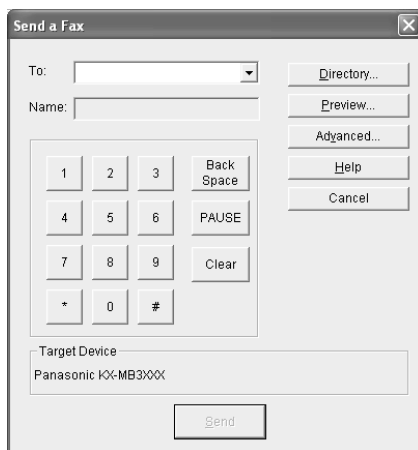 Send a Fax
To:
Name:
Directory...
Preview...
Advanced...
Help
Cancel
1 2 3 Back Space
4 5 6 PAUSE
7 8 9 Clear
* 0 #
Target Device
Panasonic KX-MB3XXX
Send